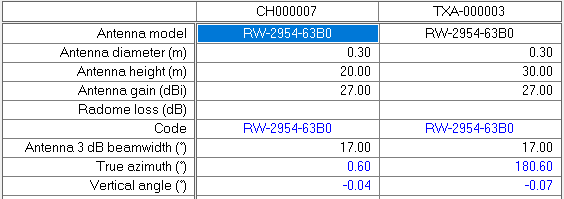 CH000007 TXA-000003
Antenna model RW-2954-63B0 RW-2954-63B0
Antenna diameter (m) 0.30 0.30
Antenna height (m) 20.00 30.00
Antenna gain (dBi) 27.00 27.00
Radome loss (dB)
Code RW-2954-63B0 RW-2954-63B0
Antenna 3 dB beamwidth (°) 17.00 17.00
True azimuth (°) 0.60 180.60
Vertical angle (°) -0.04 -0.07